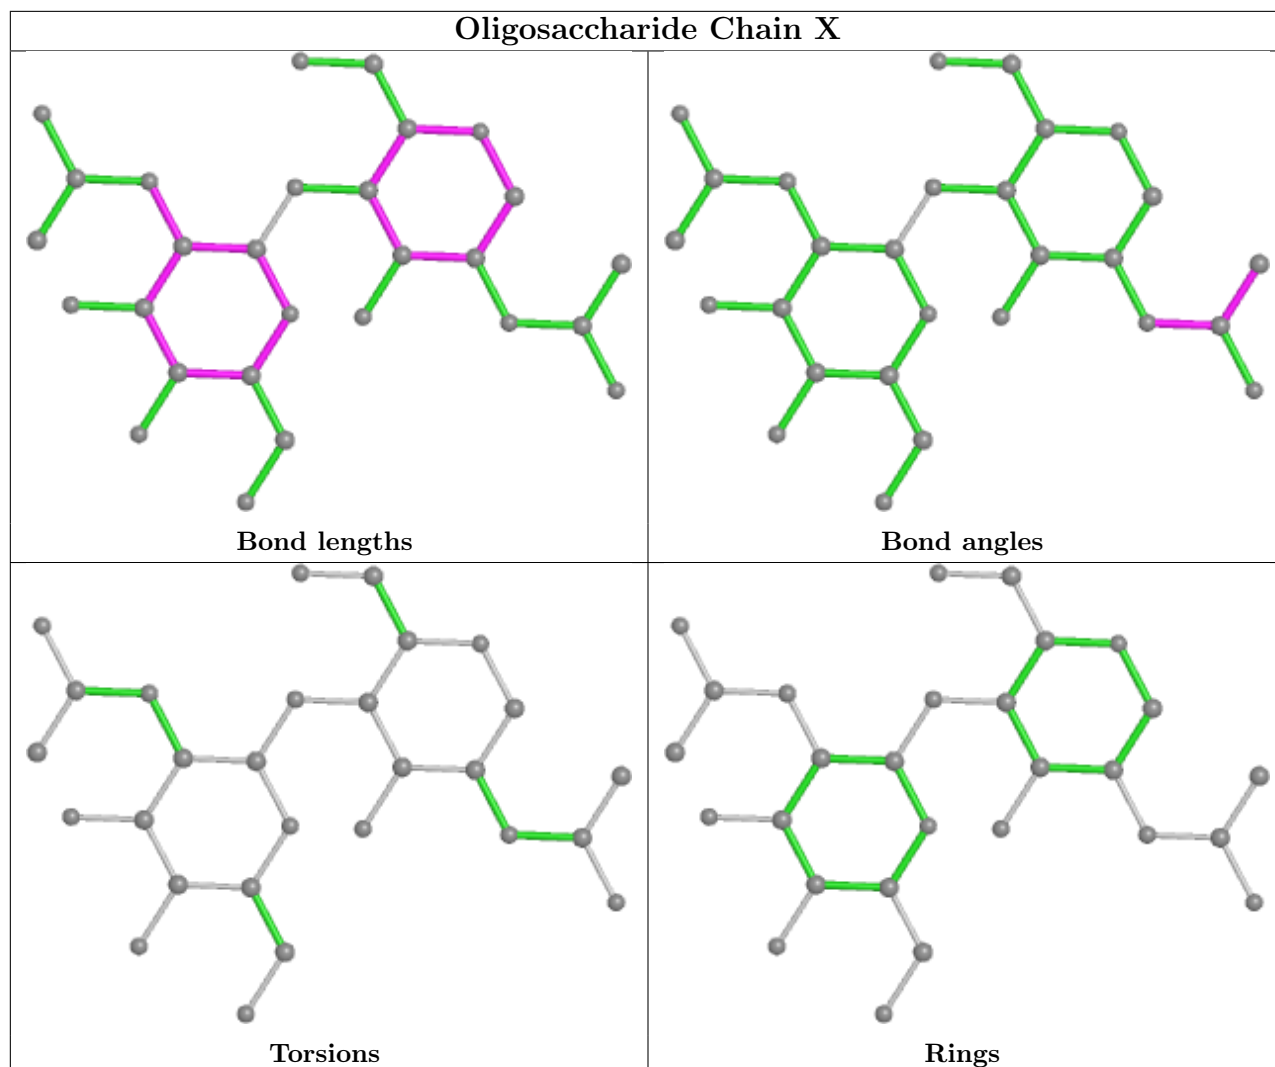 Oligosaccharide Chain X
Bond lengths
Bond angles
Torsions
Rings